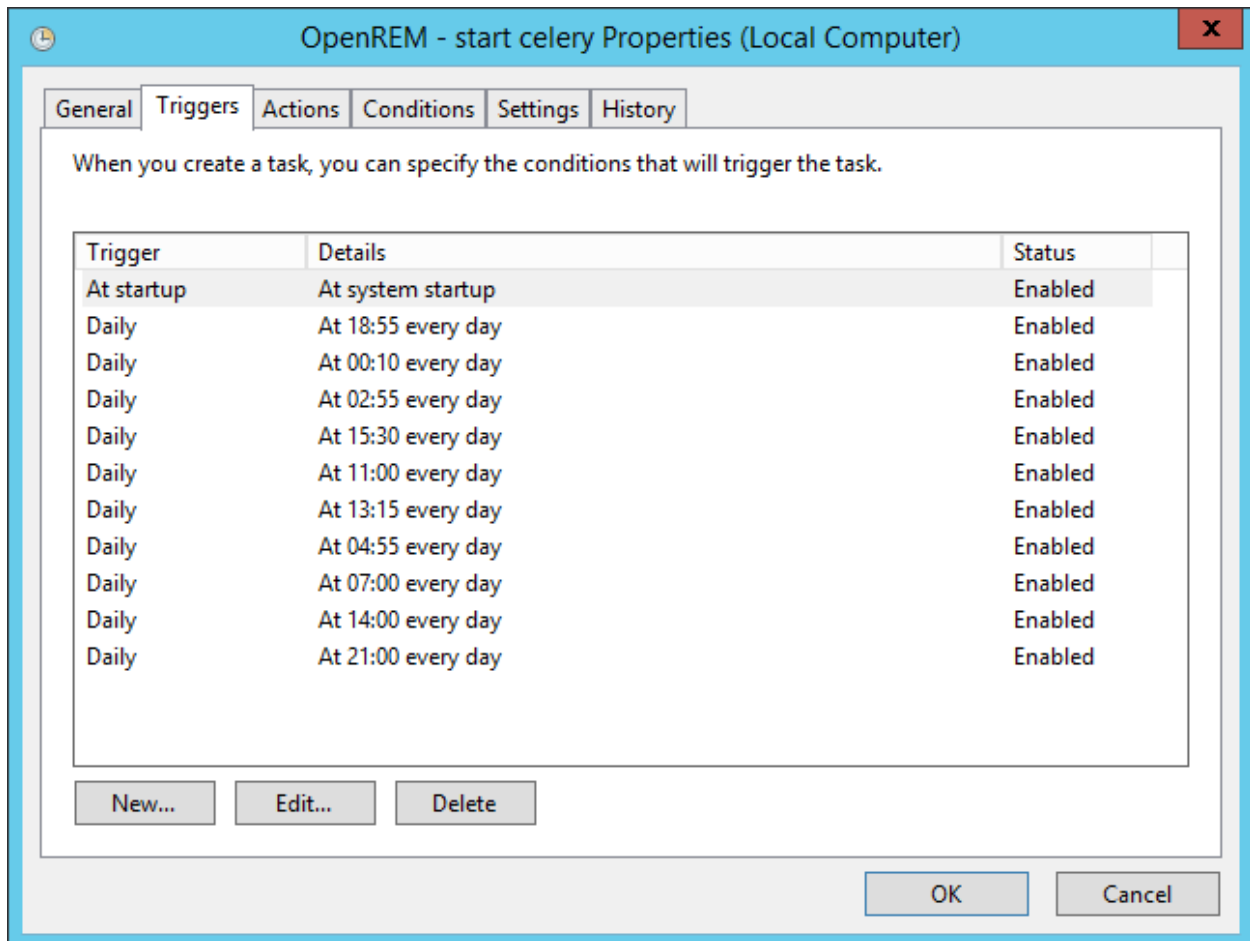 OpenREM - start celery Properties (Local Computer)
x
General Triggers Actions Conditions Settings History
When you create a task, you can specify the conditions that will trigger the task.
Trigger Details Status
At startup At system startup Enabled
Daily At 18:55 every day Enabled
Daily At 00:10 every day Enabled
Daily At 02:55 every day Enabled
Daily At 15:30 every day Enabled
Daily At 11:00 every day Enabled
Daily At 13:15 every day Enabled
Daily At 04:55 every day Enabled
Daily At 07:00 every day Enabled
Daily At 14:00 every day Enabled
Daily At 21:00 every day Enabled
New... Edit... Delete
OK Cancel